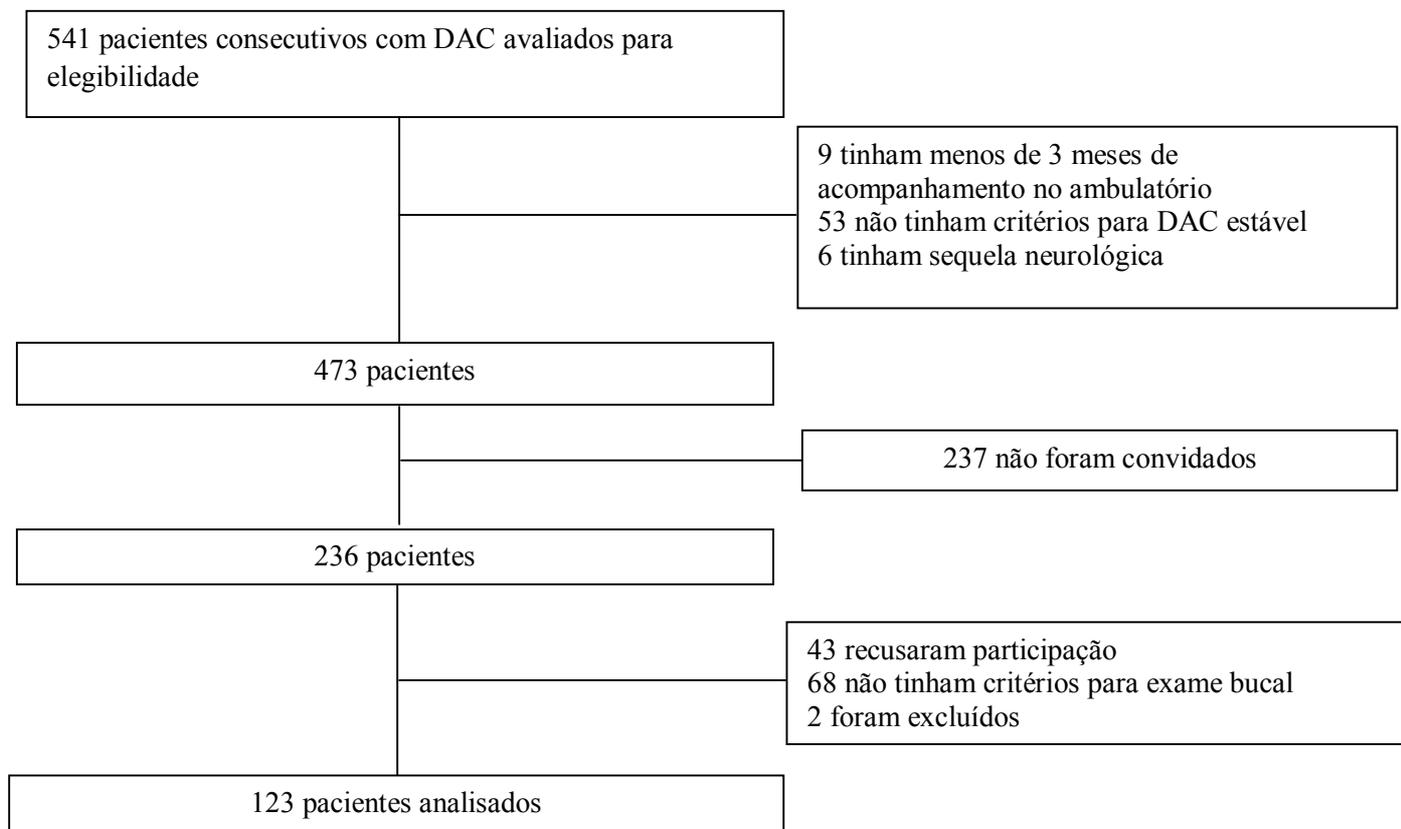 541 pacientes consecutivos com DAC avaliados para
elegibilidade
9 tinham menos de 3 meses de
acompanhamento no ambulatório
53 não tinham critérios para DAC estável
6 tinham sequela neurológica
473 pacientes
237 não foram convidados
236 pacientes
43 recusaram participação
68 não tinham critérios para exame bucal
2 foram excluídos
123 pacientes analisados